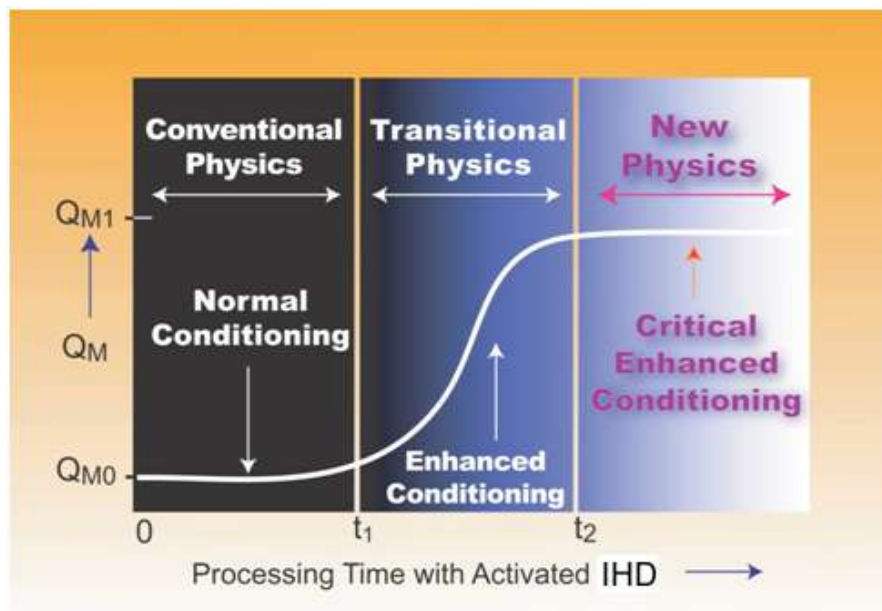 Conventional
Physics
Transitional
Physics
New
Physics
QM1
Normal
Conditioning
QM
Critical
Enhanced
Conditioning
QM0
Enhanced
Conditioning
0
t1
t2
Processing Time with Activated IHD